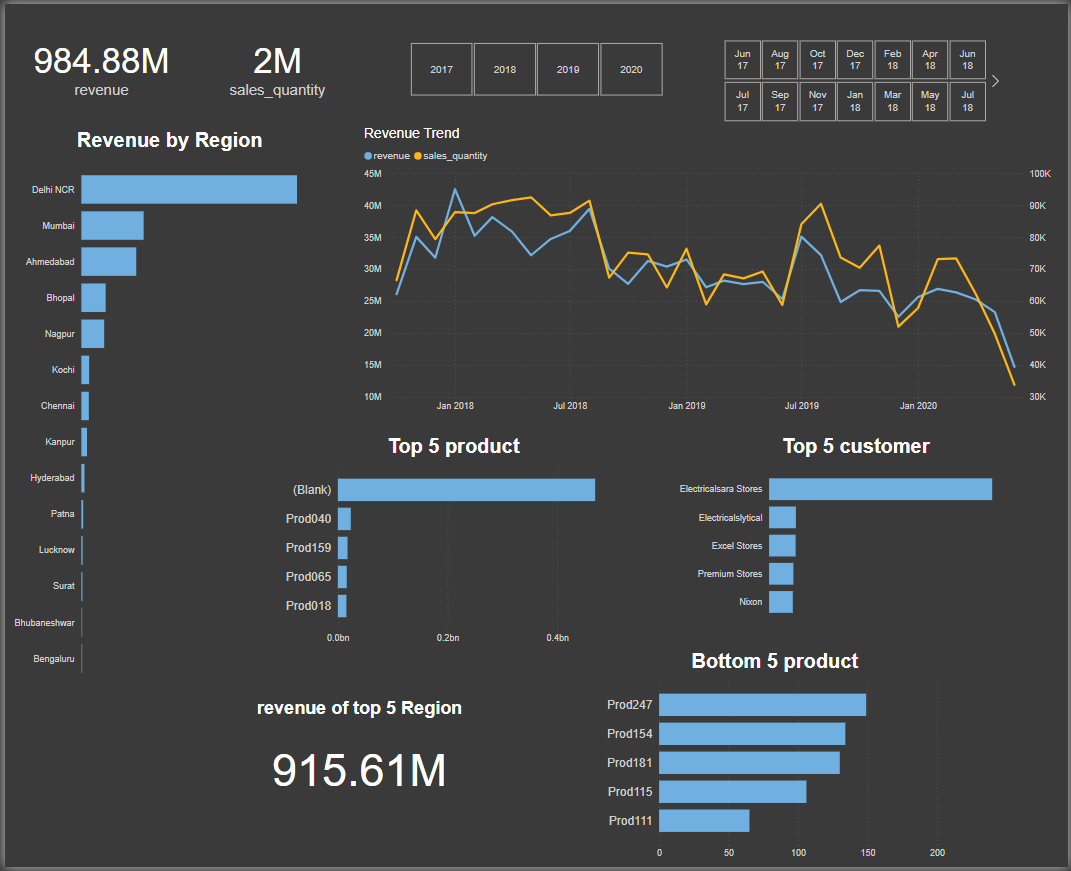 984.88M
revenue
2M
sales_quantity
2017
2018
2019
2020
Jun 17
Aug 17
Oct 17
Dec 17
Feb 18
Apr 18
Jun 18
Jul 17
Sep 17
Nov 17
Jan 18
Mar 18
May 18
Jul 18
Revenue by Region
Delhi NCR
Mumbai
Ahmedabad
Bhopal
Nagpur
Kochi
Chennai
Kanpur
Hyderabad
Patna
Lucknow
Surat
Bhubaneshwar
Bengaluru
Revenue Trend
revenue sales_quantity
45M
40M
35M
30M
25M
20M
15M
10M
100K
90K
80K
70K
60K
50K
40K
30K
Jan 2018 Jul 2018 Jan 2019 Jul 2019 Jan 2020
Top 5 product
(Blank)
Prod040
Prod159
Prod065
Prod018
0.0bn 0.2bn 0.4bn
Top 5 customer
Electricalsara Stores
Electricalslytical
Excel Stores
Premium Stores
Nixon
revenue of top 5 Region
915.61M
Bottom 5 product
Prod247
Prod154
Prod181
Prod115
Prod111
0 50 100 150 200